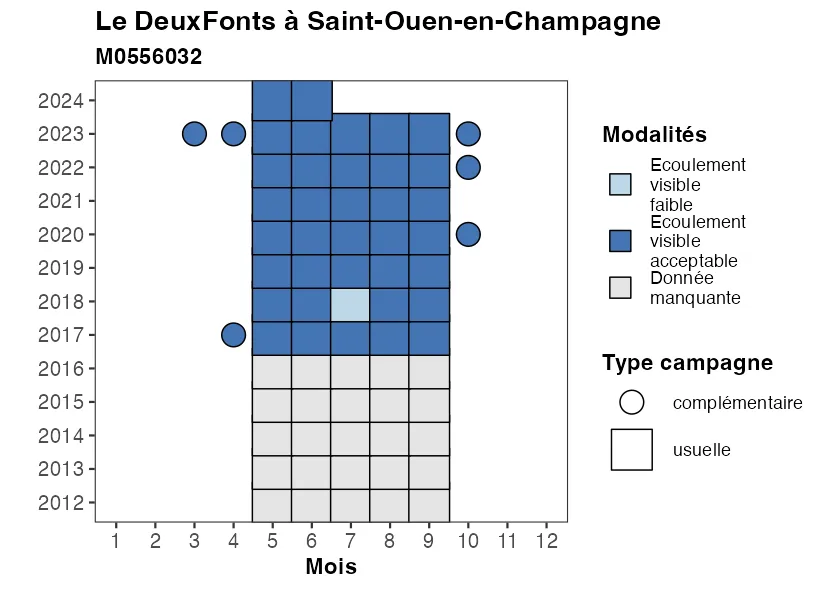 Le DeuxFonts à Saint-Ouen-en-Champagne
M0556032
2024
2023
2022
2021
2020
2019
2018
2017
2016
2015
2014
2013
2012
1 2 3 4 5 6 7 8 9 10 11 12
Mois
Modalités
Ecoulement
visible
faible
Ecoulement
visible
acceptable
Donnée
manquante
Type campagne
complémentaire
usuelle